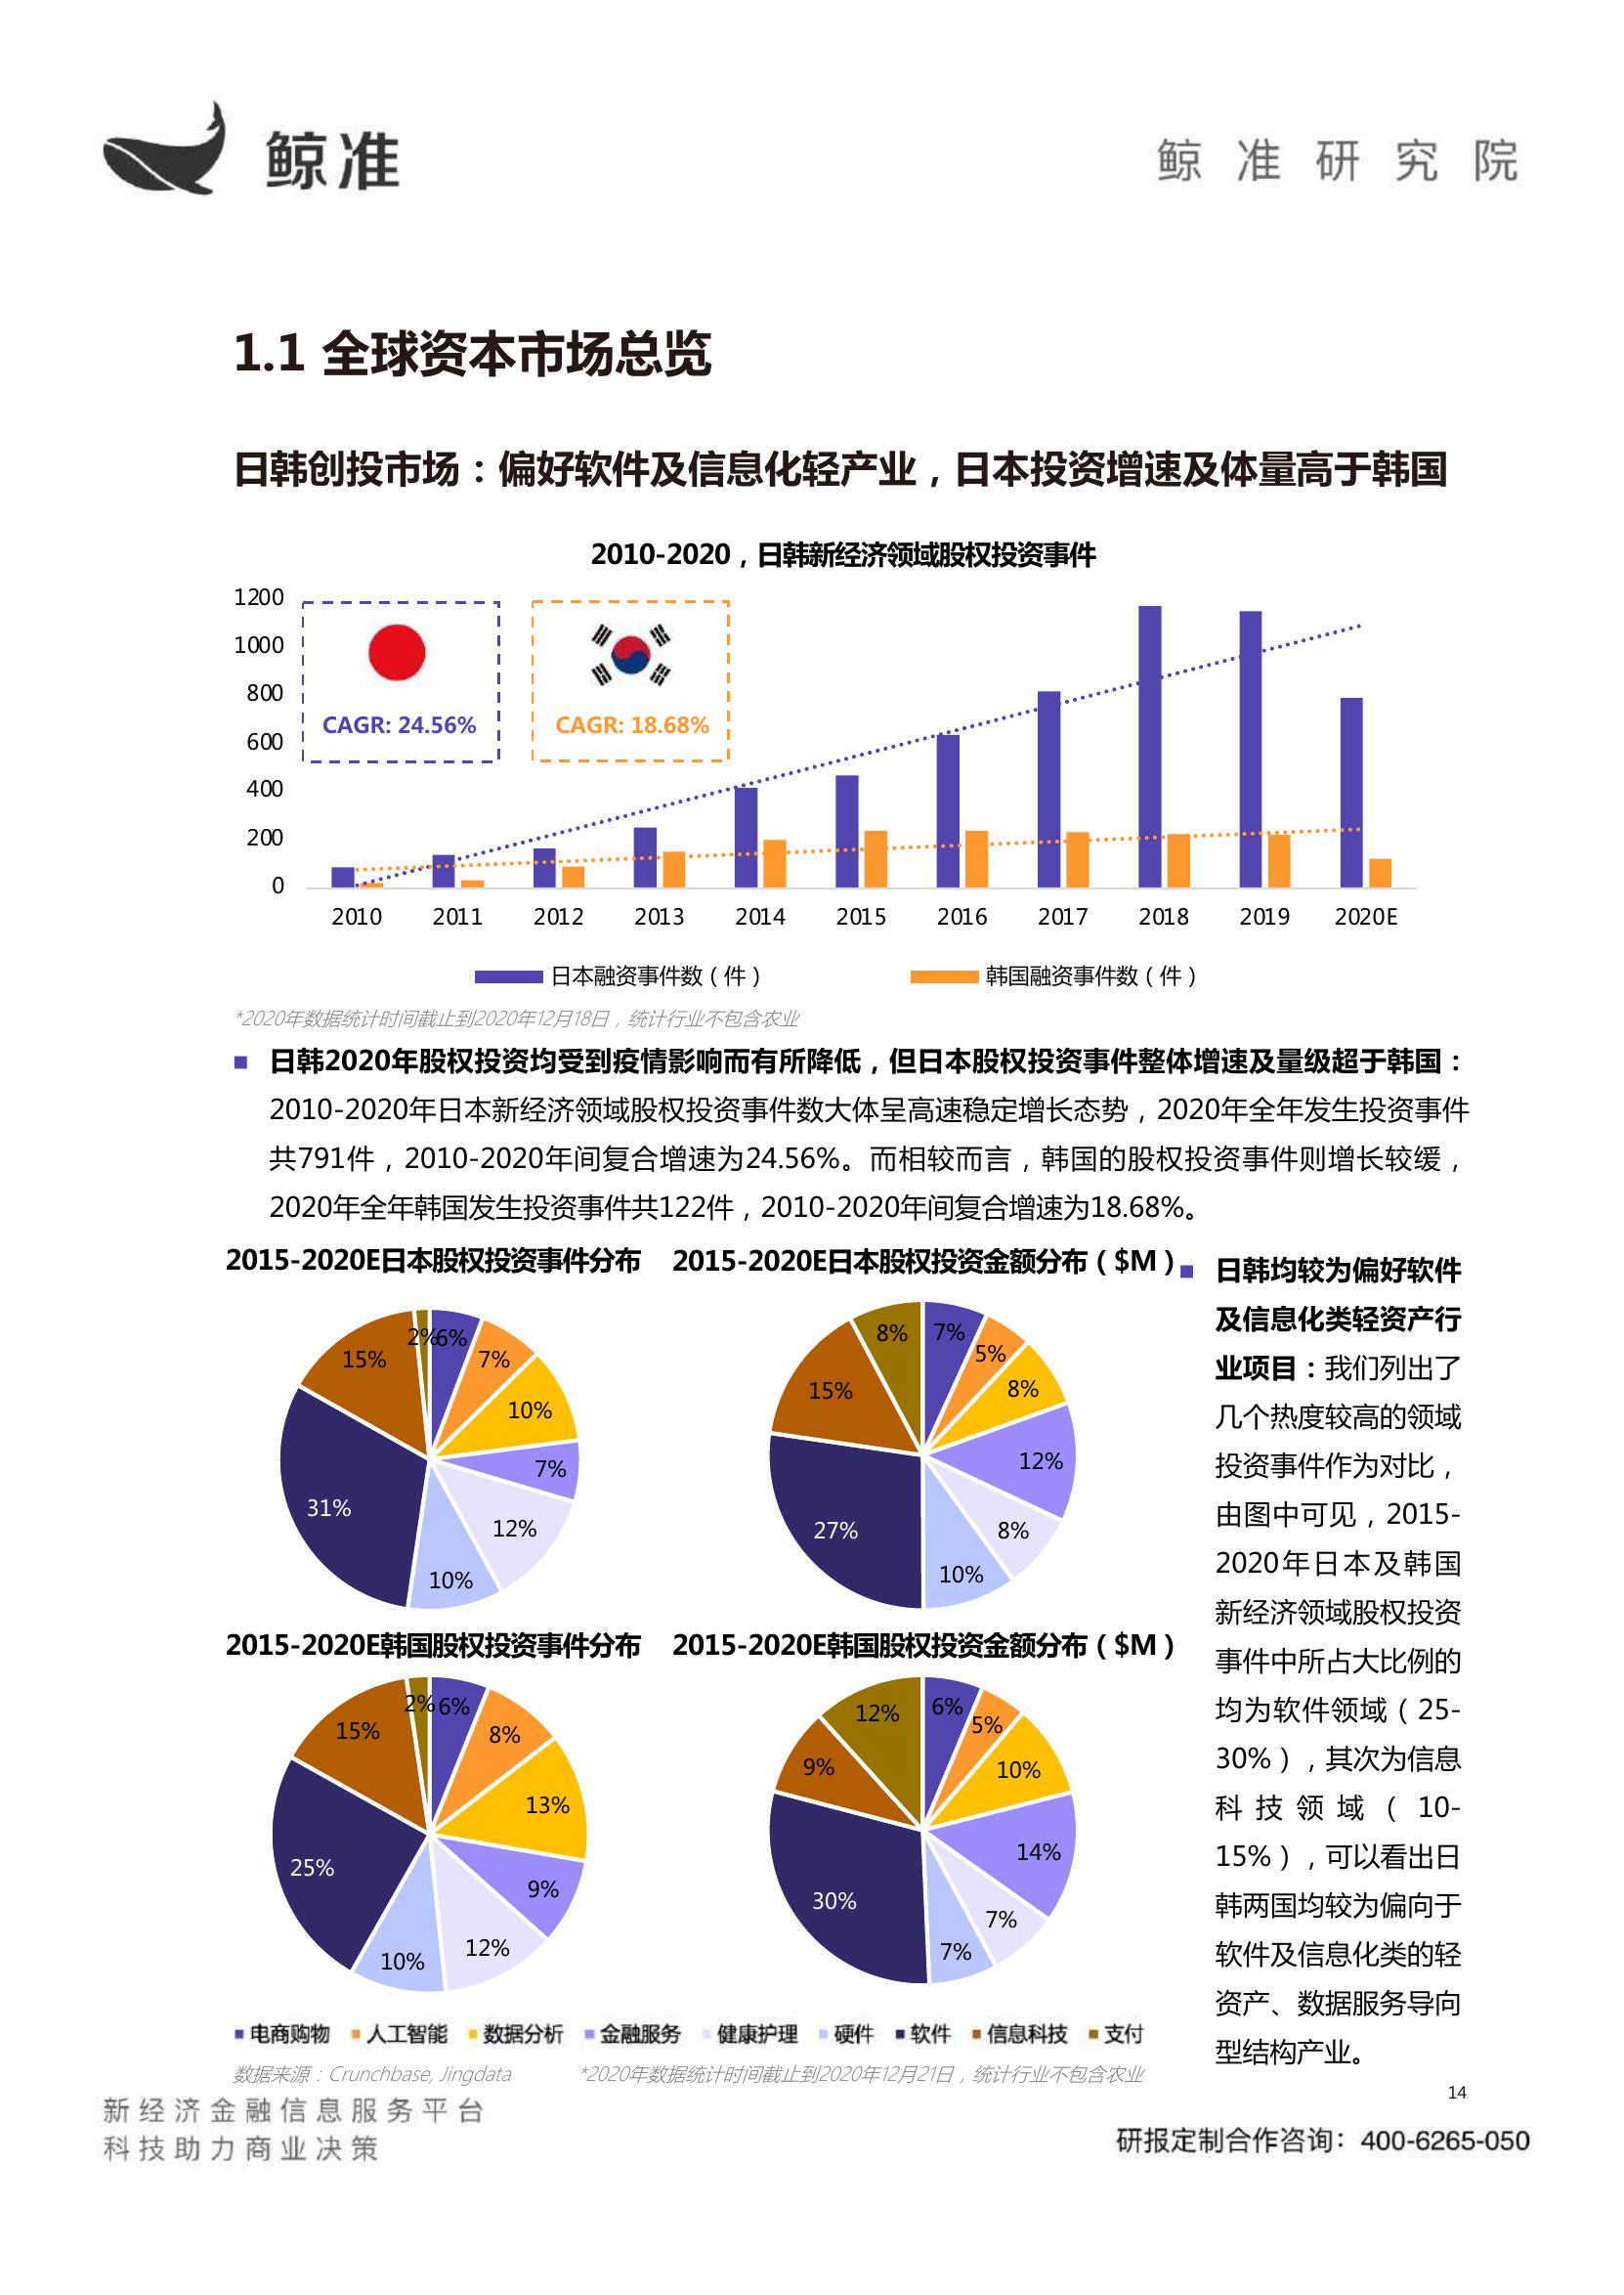 鲸准
鲸准研究院
1.1 全球资本市场总览
日韩创投市场：偏好软件及信息化轻产业，日本投资增速及体量高于韩国
2010-2020，日韩新经济领域股权投资事件
1200
1000
800
600
400
200
0
CAGR: 24.56%
CAGR: 18.68%
2010 2011 2012 2013 2014 2015 2016 2017 2018 2019 2020E
日本融资事件数（件） 韩国融资事件数（件）
*2020年数据统计时间截止到2020年12月18日，统计行业不包含农业
■ 日韩2020年股权投资均受到疫情影响而有所降低，但日本股权投资事件整体增速及量级超于韩国：
2010-2020年日本新经济领域股权投资事件数大体呈高速稳定增长态势，2020年全年发生投资事件
共791件，2010-2020年间复合增速为24.56%。而相较而言，韩国的股权投资事件则增长较缓，
2020年全年韩国发生投资事件共122件，2010-2020年间复合增速为18.68%。
2015-2020E日本股权投资事件分布
6%
7%
10%
7%
12%
10%
31%
15%
2%
2015-2020E日本股权投资金额分布（$M）
7%
5%
8%
12%
8%
10%
27%
15%
8%
2015-2020E韩国股权投资事件分布
6%
8%
13%
9%
12%
10%
25%
15%
2%
2015-2020E韩国股权投资金额分布（$M）
6%
5%
10%
14%
7%
7%
30%
9%
12%
电商购物 人工智能 数据分析 金融服务 健康护理 硬件 软件 信息科技 支付
数据来源：Crunchbase, Jingdata *2020年数据统计时间截止到2020年12月21日，统计行业不包含农业
■ 日韩均较为偏好软件
及信息化类轻资产行
业项目：我们列出了
几个热度较高的领域
投资事件作为对比，
由图中可见，2015-
2020年日本及韩国
新经济领域股权投资
事件中所占大比例的
均为软件领域（25-
30%），其次为信息
科技领域（10-
15%），可以看出日
韩两国均较为偏向于
软件及信息化类的轻
资产、数据服务导向
型结构产业。
14
新经济金融信息服务平台
科技助力商业决策
研报定制合作咨询：400-6265-050